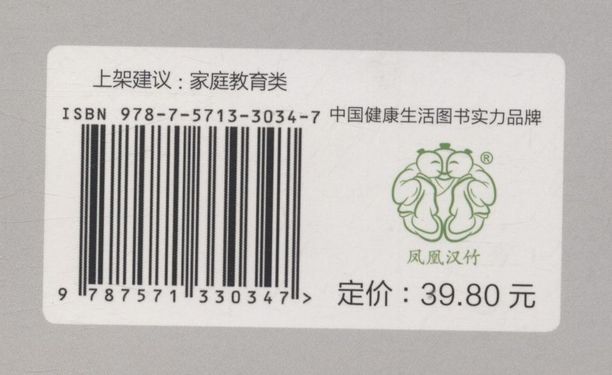 上架建议：家庭教育类
ISBN 978-7-5713-3034-7
中国健康生活图书实力品牌
®
凤凰汉竹
9 787571 330347 >
定价：39.80 元